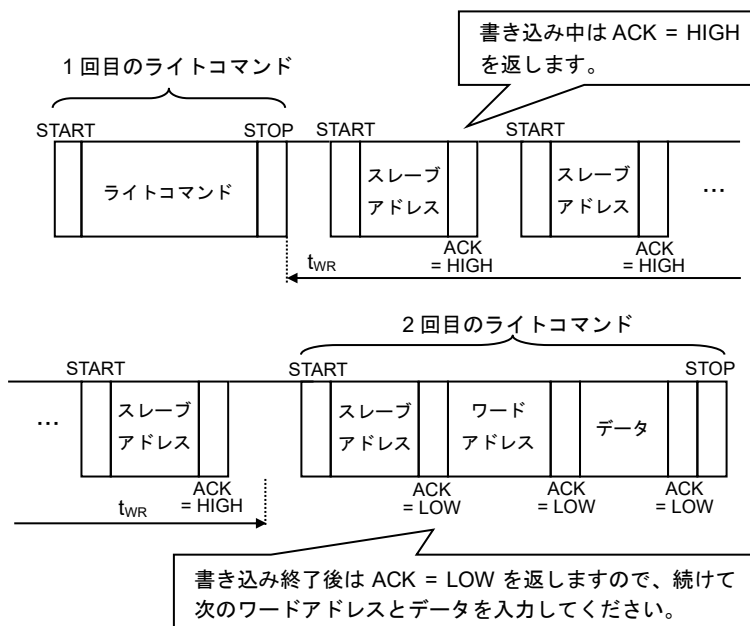 書き込み中は ACK = HIGH
を返します。
1 回目のライトコマンド
START
STOP
START
START
ライトコマンド
スレーブ
アドレス
スレーブ
アドレス
…
ACK
= HIGH
ACK
= HIGH
tWR
2 回目のライトコマンド
START
START
STOP
…
スレーブ
アドレス
スレーブ
アドレス
ワード
アドレス
データ
ACK
= HIGH
ACK
= LOW
ACK
= LOW
ACK
= LOW
tWR
書き込み終了後は ACK = LOW を返しますので、続けて
次のワードアドレスとデータを入力してください。